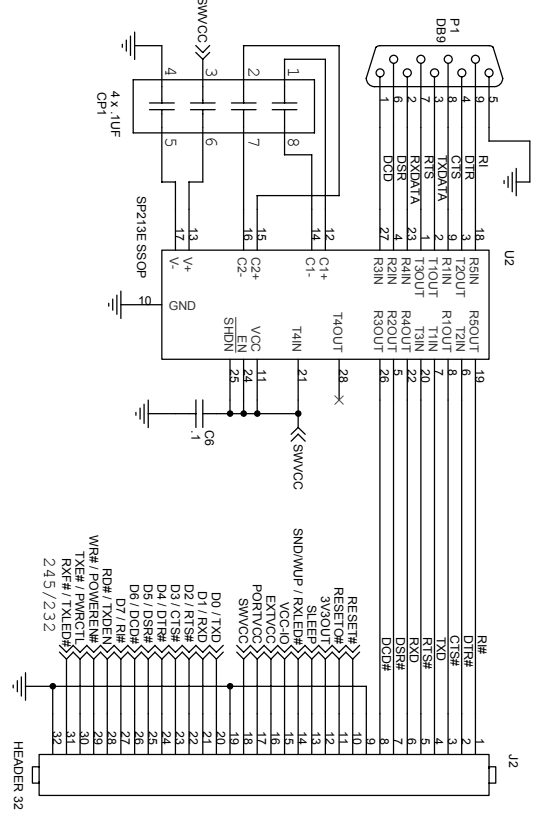 P1
DB9
5
9
4
8
3
7
2
6
1
RI
DTR
CTS
TXDATA
RTS
RXDATA
DSR
DCD
SWVCC
4
3
2
1
5
6
7
8
4 x .1UF
CP1
U2
18 R5IN R5OUT 19
3 T2OUT T2IN 6
9 R1IN R1OUT 8
2 T1OUT T1IN 7
1 T3OUT T3IN 20
23 R4IN R4OUT 22
4 R2IN R2OUT 5
27 R3IN R3OUT 26
12 C1+ T4OUT 28
14 C1- T4IN 21
15 C2+ VCC 11
16 C2- EN 24
13 V+ SHDN 25
17 V-
10 GND
SP213E SSOP
SWVCC
C6
.1
J2
RI# 1
DTR# 2
CTS# 3
TXD 4
RTS# 5
RXD 6
DSR# 7
DCD# 8
9
RESET# 10
RESETO# 11
3V3OUT 12
SLEEP 13
SND/WUP / RXLED# 14
VCC-IO 15
EXTVCC 16
PORTVCC 17
SWVCC 18
19
D0 / TXD 20
D1 / RXD 21
D2 / RTS# 22
D3 / CTS# 23
D4 / DTR# 24
D5 / DSR# 25
D6 / DCD# 26
D7 / RI# 27
RD# / TXDEN 28
WR# / POWEREN# 29
TXE# / PWRCTL 30
RXF# / TXLED# 31
32
245/232
HEADER 32